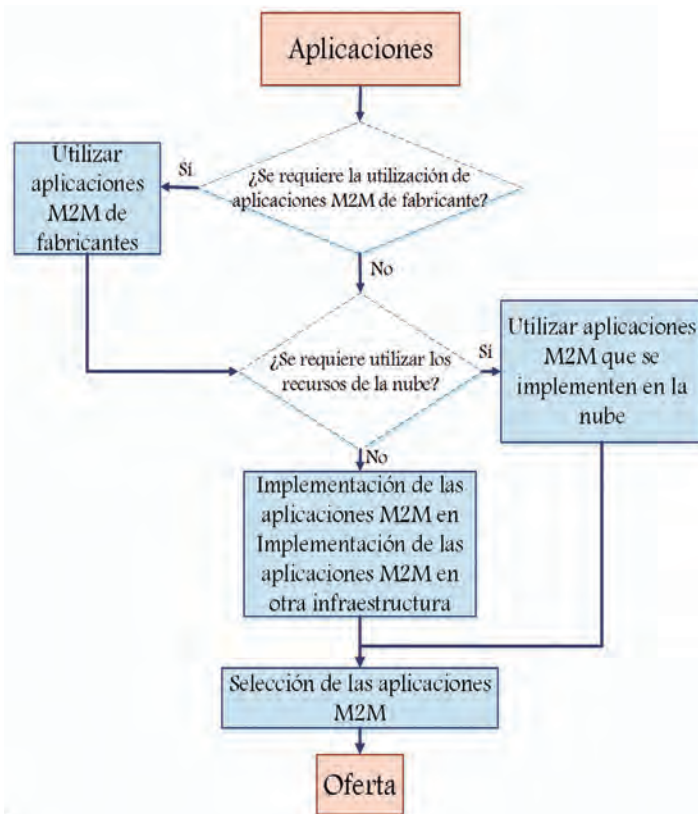 Aplicaciones
Utilizar
aplicaciones
M2M de
fabricantes
Sí
¿Se requiere la utilización de
aplicaciones M2M de fabricante?
No
¿Se requiere utilizar los
recursos de la nube?
Sí
Utilizar aplicaciones
M2M que se
implementen en la
nube
No
Implementación de las
aplicaciones M2M en
Implementación de las
aplicaciones M2M en
otra infraestructura
Selección de las aplicaciones
M2M
Oferta